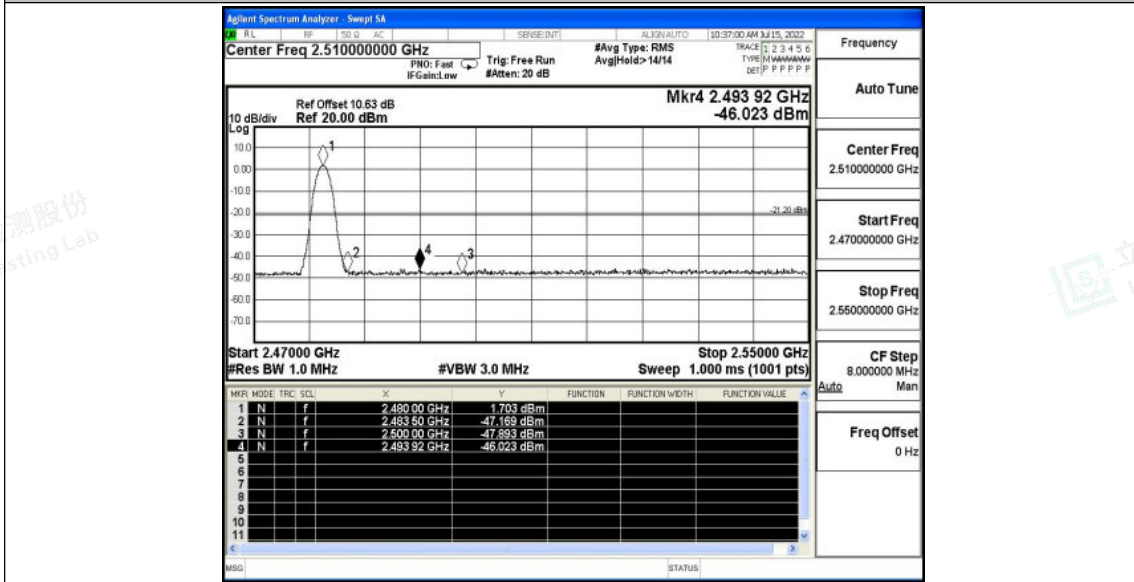 Agilent Spectrum Analyzer - Swept SA
RL RF 50 Ω AC SENSE:INT ALIGNAUTO 10:37:00 AM Jul 15, 2022
Center Freq 2.510000000 GHz
PNO: Fast
IFGain:Low
Trig: Free Run
#Atten: 20 dB
#Avg Type: RMS
Avg|Hold>14/14
TRACE 1 2 3 4 5 6
TYPE M
DET P P P P P P
Frequency
Auto Tune
Center Freq
2.510000000 GHz
Start Freq
2.470000000 GHz
Stop Freq
2.550000000 GHz
CF Step
8.000000 MHz
Auto Man
Freq Offset
0 Hz
Mkr4 2.493 92 GHz
-46.023 dBm
Ref Offset 10.63 dB
10 dB/div Ref 20.00 dBm
Log
10.0
0.00
-10.0
-20.0
-30.0
-40.0
-50.0
-60.0
-70.0
1
2
4
3
-21.20 dBm
Start 2.47000 GHz Stop 2.55000 GHz
#Res BW 1.0 MHz #VBW 3.0 MHz Sweep 1.000 ms (1001 pts)
MKR MODE TRC SCL X Y FUNCTION FUNCTION WIDTH FUNCTION VALUE
1 N f 2.480 00 GHz 1.703 dBm
2 N f 2.483 50 GHz -47.169 dBm
3 N f 2.500 00 GHz -47.893 dBm
4 N f 2.493 92 GHz -46.023 dBm
5
6
7
8
9
10
11
MSG STATUS
测股份
esting Lab
立